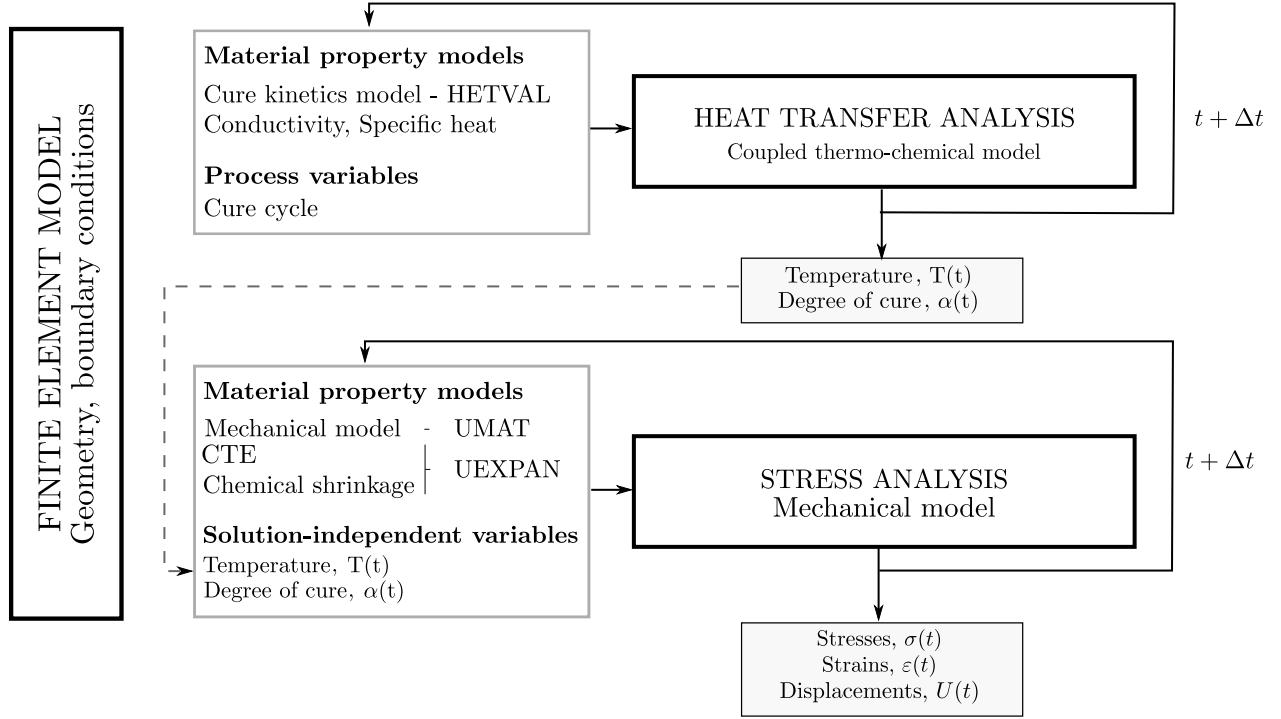 FINITE ELEMENT MODEL
Geometry, boundary conditions
Material property models
Cure kinetics model - HETVAL
Conductivity, Specific heat
Process variables
Cure cycle
HEAT TRANSFER ANALYSIS
Coupled thermo-chemical model
t + Δt
Temperature, T(t)
Degree of cure, α(t)
Material property models
Mechanical model - UMAT
CTE
Chemical shrinkage
- UEXPAN
Solution-independent variables
Temperature, T(t)
Degree of cure, α(t)
STRESS ANALYSIS
Mechanical model
t + Δt
Stresses, σ(t)
Strains, ε(t)
Displacements, U(t)